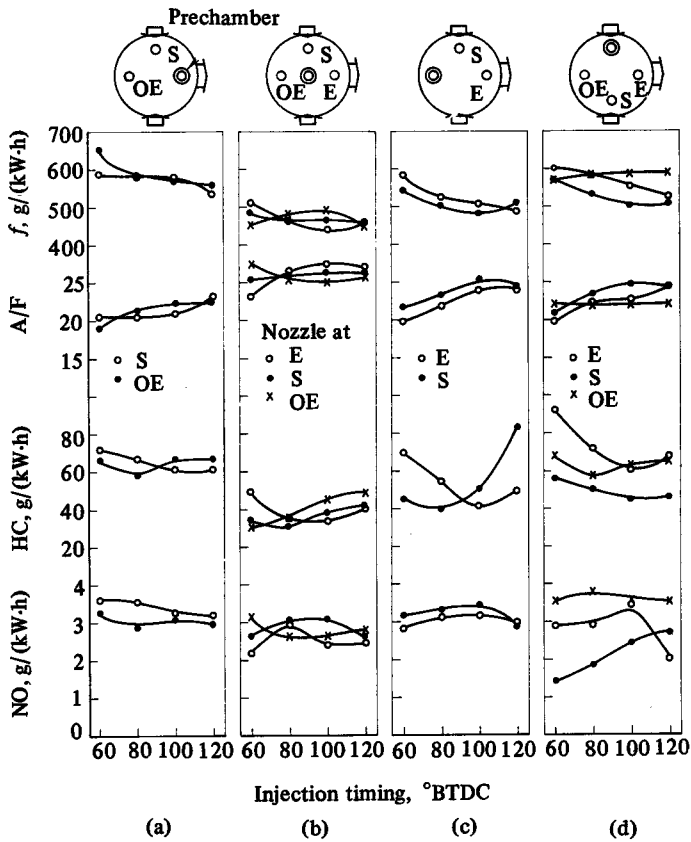 Prechamber
S
OE
S
OE
E
S
E
OE
E
S
f, g/(kW·h)
700
600
500
400
A/F
25
20
15
S
OE
Nozzle at
E
S
OE
E
S
E
S
OE
HC, g/(kW·h)
80
60
40
20
NO, g/(kW·h)
4
3
2
1
0
60 80 100 120
60 80 100 120
60 80 100 120
60 80 100 120
Injection timing, °BTDC
(a) (b) (c) (d)